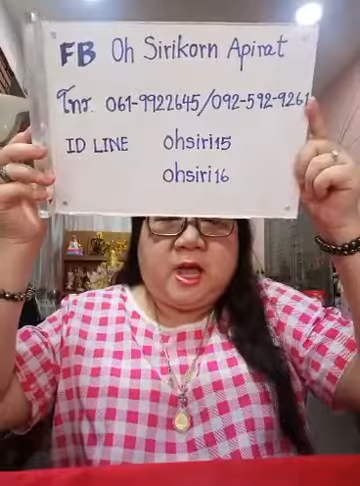 FB Oh Sirikorn Apirat
โทร. 061-9922645/092-592-9261
ID LINE ohsiri15
ohsiri16